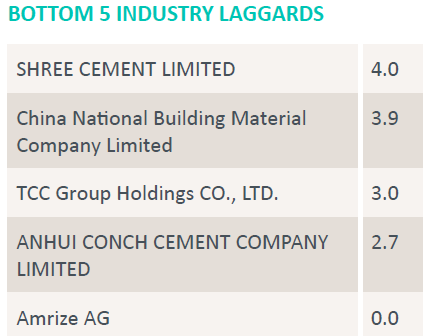 BOTTOM 5 INDUSTRY LAGGARDS
SHREE CEMENT LIMITED 4.0
China National Building Material 3.9
Company Limited
TCC Group Holdings CO., LTD. 3.0
ANHUI CONCH CEMENT COMPANY 2.7
LIMITED
Amrize AG 0.0